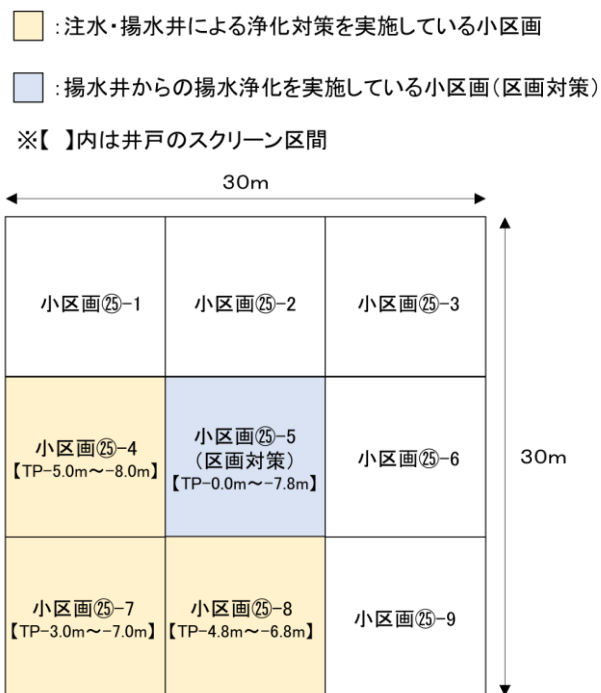 ：注水・揚水井による浄化対策を実施している小区画
：揚水井からの揚水浄化を実施している小区画（区画対策）
※【　】内は井戸のスクリーン区間
30m
小区画㉕-1
小区画㉕-2
小区画㉕-3
小区画㉕-4
【TP-5.0m～-8.0m】
小区画㉕-5
（区画対策）
【TP-0.0m～-7.8m】
小区画㉕-6
30m
小区画㉕-7
【TP-3.0m～-7.0m】
小区画㉕-8
【TP-4.8m～-6.8m】
小区画㉕-9